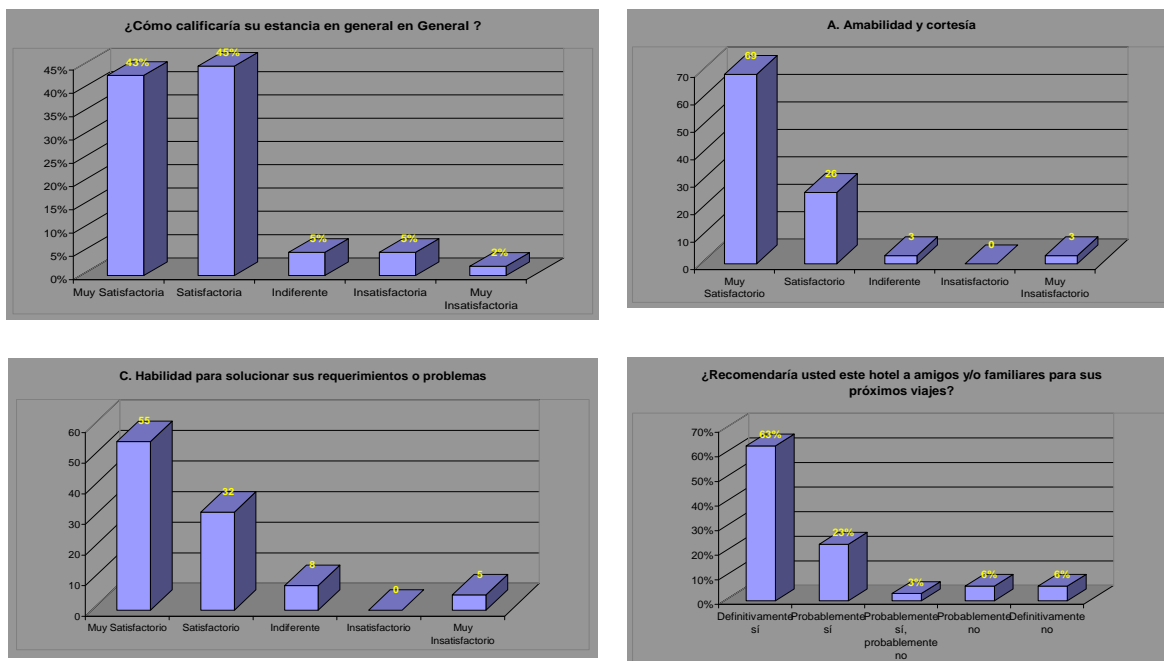 ¿Cómo calificaría su estancia en general en General ?
43%
45%
5%
5%
2%
45%
40%
35%
30%
25%
20%
15%
10%
5%
0%
Muy Satisfactoria
Satisfactoria
Indiferente
Insatisfactoria
Muy
Insatisfactoria
A. Amabilidad y cortesía
69
26
3
0
3
70
60
50
40
30
20
10
0
Muy
Satisfactorio
Satisfactorio
Indiferente
Insatisfactorio
Muy
Insatisfactorio
C. Habilidad para solucionar sus requerimientos o problemas
55
32
8
0
5
60
50
40
30
20
10
0
Muy Satisfactorio
Satisfactorio
Indiferente
Insatisfactorio
Muy
Insatisfactorio
¿Recomendaría usted este hotel a amigos y/o familiares para sus
próximos viajes?
63%
23%
3%
6%
6%
70%
60%
50%
40%
30%
20%
10%
0%
Definitivamente
sí
Probablemente
sí
Probablemente
sí,
probablemente
no
Probablemente
no
Definitivamente
no